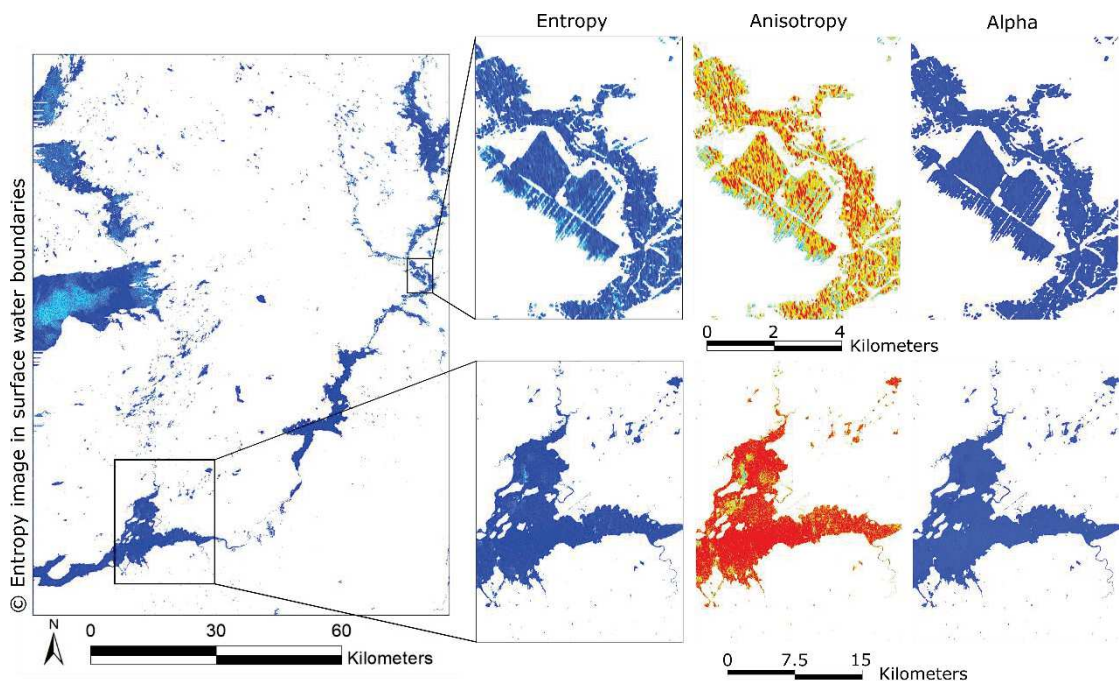 Entropy
Anisotropy
Alpha
© Entropy image in surface water boundaries
0 2 4
Kilometers
N
0 30 60
Kilometers
0 7.5 15
Kilometers